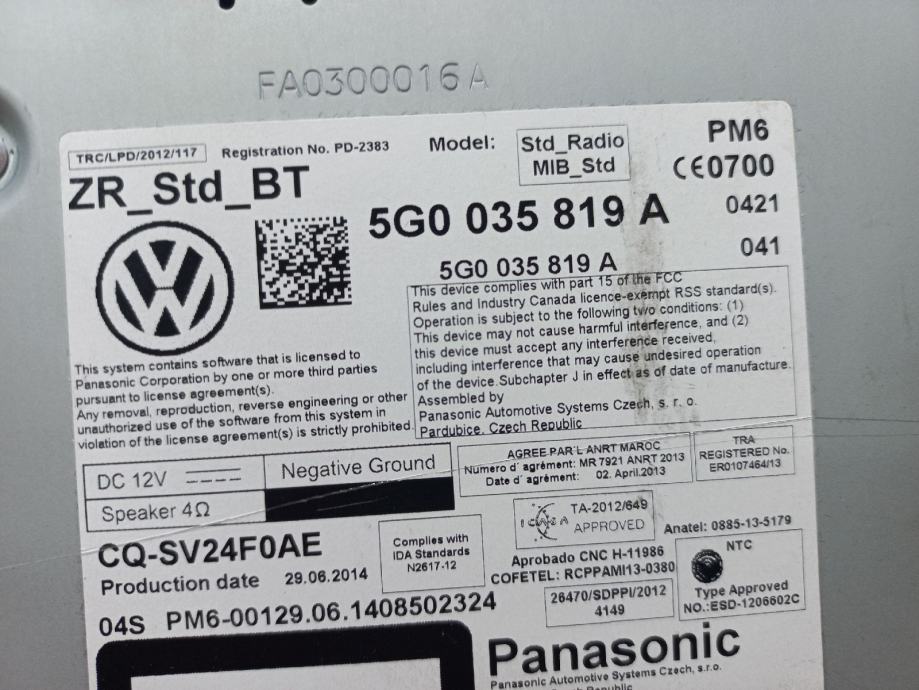 FA0300016A
TRC/LPD/2012/117 Registration No. PD-2383 Model: Std_Radio MIB_Std PM6
ZR_Std_BT
CE0700
5G0 035 819 A 0421
5G0 035 819 A 041
This device complies with part 15 of the FCC
Rules and Industry Canada licence-exempt RSS standard(s).
Operation is subject to the following two conditions: (1)
This device may not cause harmful interference, and (2)
this device must accept any interference received,
including interference that may cause undesired operation
of the device.Subchapter J in effect as of date of manufacture.
Assembled by
Panasonic Automotive Systems Czech, s. r. o.
Pardubice, Czech Republic
This system contains software that is licensed to
Panasonic Corporation by one or more third parties
pursuant to license agreement(s).
Any removal, reproduction, reverse engineering or other
unauthorized use of the software from this system in
violation of the license agreement(s) is strictly prohibited.
DC 12V Negative Ground
Speaker 4Ω
AGREE PAR'L ANRT MAROC
Numero d' agrément: MR 7921 ANRT 2013
Date d' agrément: 02. April.2013
TRA
REGISTERED No.
ER0107464/13
CQ-SV24F0AE
Production date 29.06.2014
Complies with
IDA Standards
N2617-12
TA-2012/649
APPROVED
Anatel: 0885-13-5179
Aprobado CNC H-11986
COFETEL: RCPPAMI13-0380
26470/SDPPI/2012
4149
NTC
Type Approved
NO.:ESD-1206602C
04S PM6-00129.06.1408502324
Panasonic
Panasonic Automotive Systems Czech, s.r.o.
Czech Republic